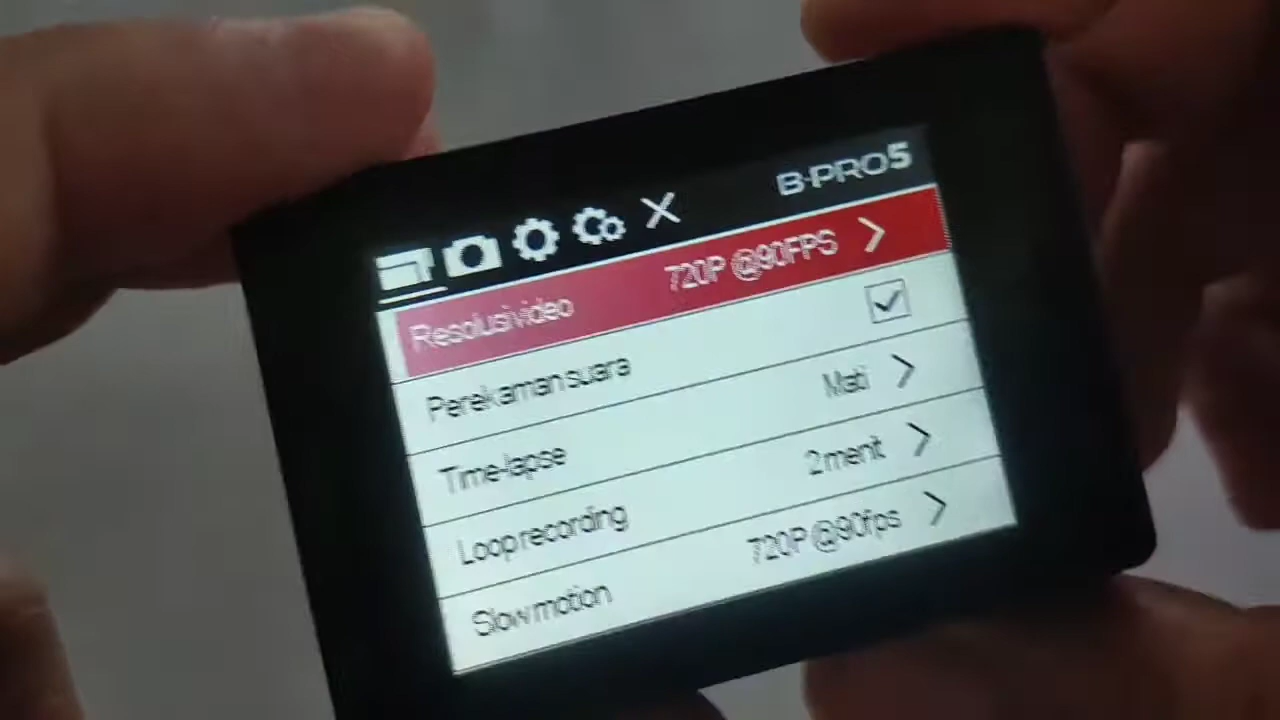 B-PRO5
Resolusi video 720P @90FPS
Perekaman suara
Time-lapse Mati
Loop recording 2 menit
Slow motion 720P @90fps